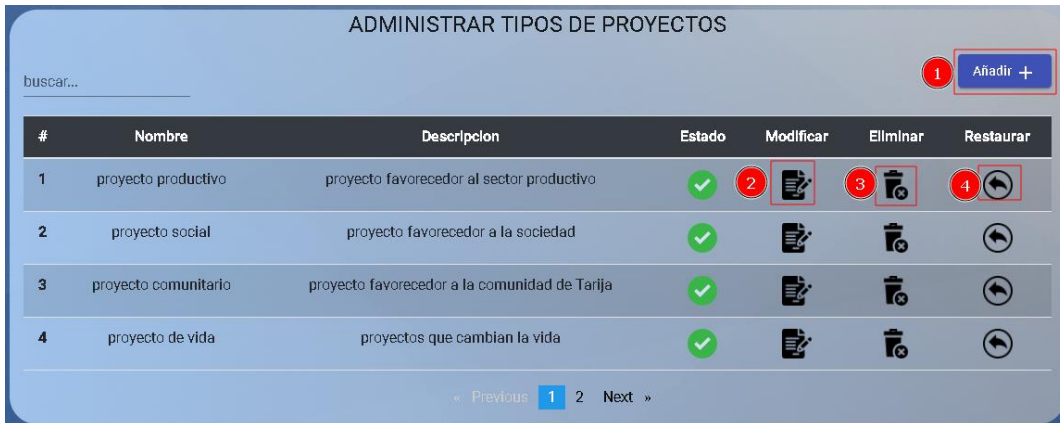 ADMINISTRAR TIPOS DE PROYECTOS
buscar...
1 Añadir +
# Nombre Descripcion Estado Modificar Eliminar Restaurar
1 proyecto productivo proyecto favorecedor al sector productivo 2 3 4
2 proyecto social proyecto favorecedor a la sociedad
3 proyecto comunitario proyecto favorecedor a la comunidad de Tarija
4 proyecto de vida proyectos que cambian la vida
« Previous 1 2 Next »